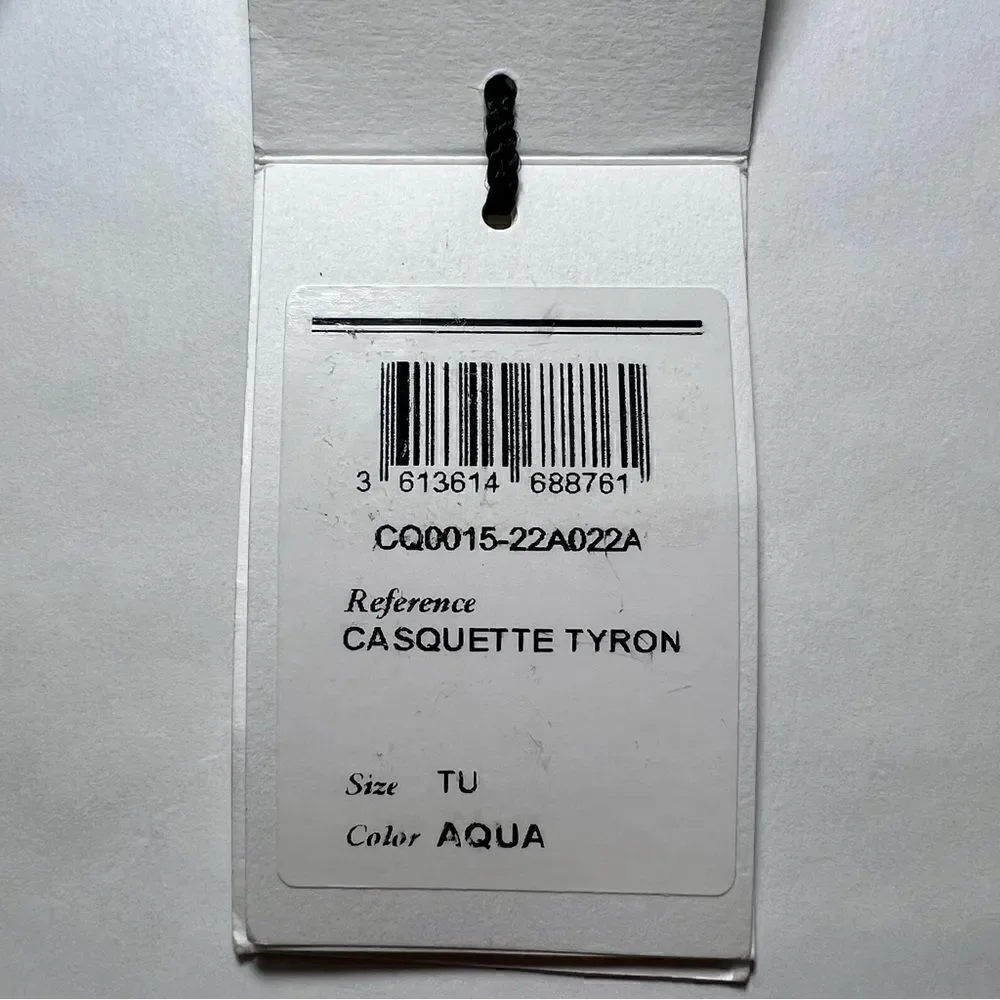 3 613614 688761
CQ0015-22A022A
Reference
CASQUETTE TYRON
Size TU
Color AQUA